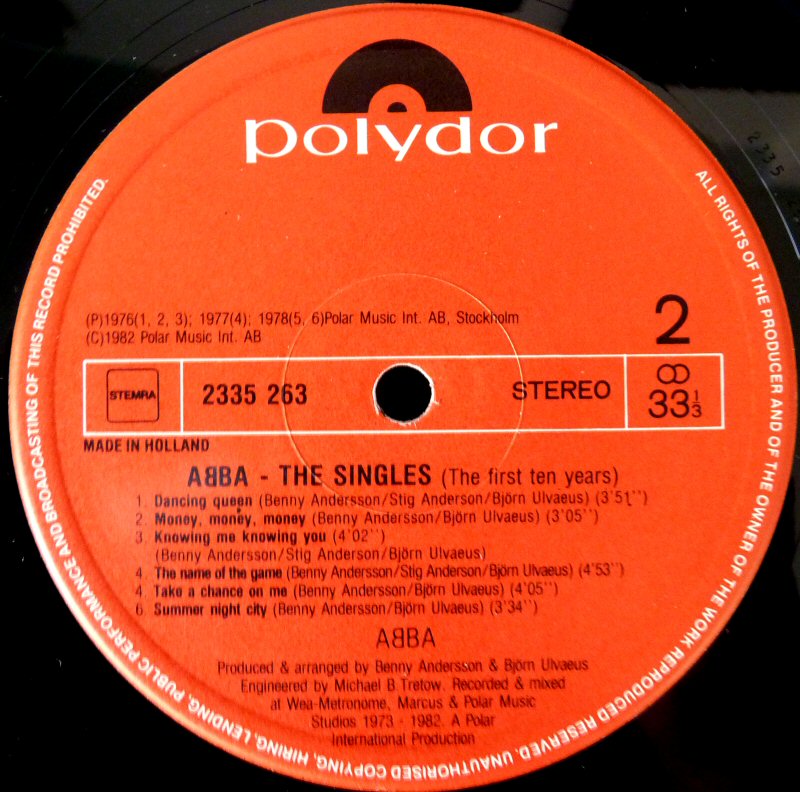 polydor
2335
(P)1976(1, 2, 3); 1977(4); 1978(5, 6)Polar Music Int. AB, Stockholm
(C)1982 Polar Music Int. AB
2
STEMRA
2335 263
STEREO
33 1/3
MADE IN HOLLAND
ABBA - THE SINGLES (The first ten years)
1. Dancing queen (Benny Andersson/Stig Anderson/Björn Ulvaeus) (3'51'')
2. Money, money, money (Benny Andersson/Björn Ulvaeus) (3'05'')
3. Knowing me knowing you (4'02'')
(Benny Andersson/Stig Anderson/Björn Ulvaeus)
4. The name of the game (Benny Andersson/Stig Anderson/Björn Ulvaeus) (4'53'')
4. Take a chance on me (Benny Andersson/Björn Ulvaeus) (4'05'')
6. Summer night city (Benny Andersson/Björn Ulvaeus) (3'34'')
ABBA
Produced & arranged by Benny Andersson & Björn Ulvaeus
Engineered by Michael B. Tretow. Recorded & mixed
at Wea-Metronome, Marcus & Polar Music
Studios 1973 - 1982. A Polar
International Production
ALL RIGHTS OF THE PRODUCER AND OF THE OWNER OF THE WORK REPRODUCED RESERVED. UNAUTHORISED COPYING, HIRING, LENDING, PUBLIC PERFORMANCE AND BROADCASTING OF THIS RECORD PROHIBITED.